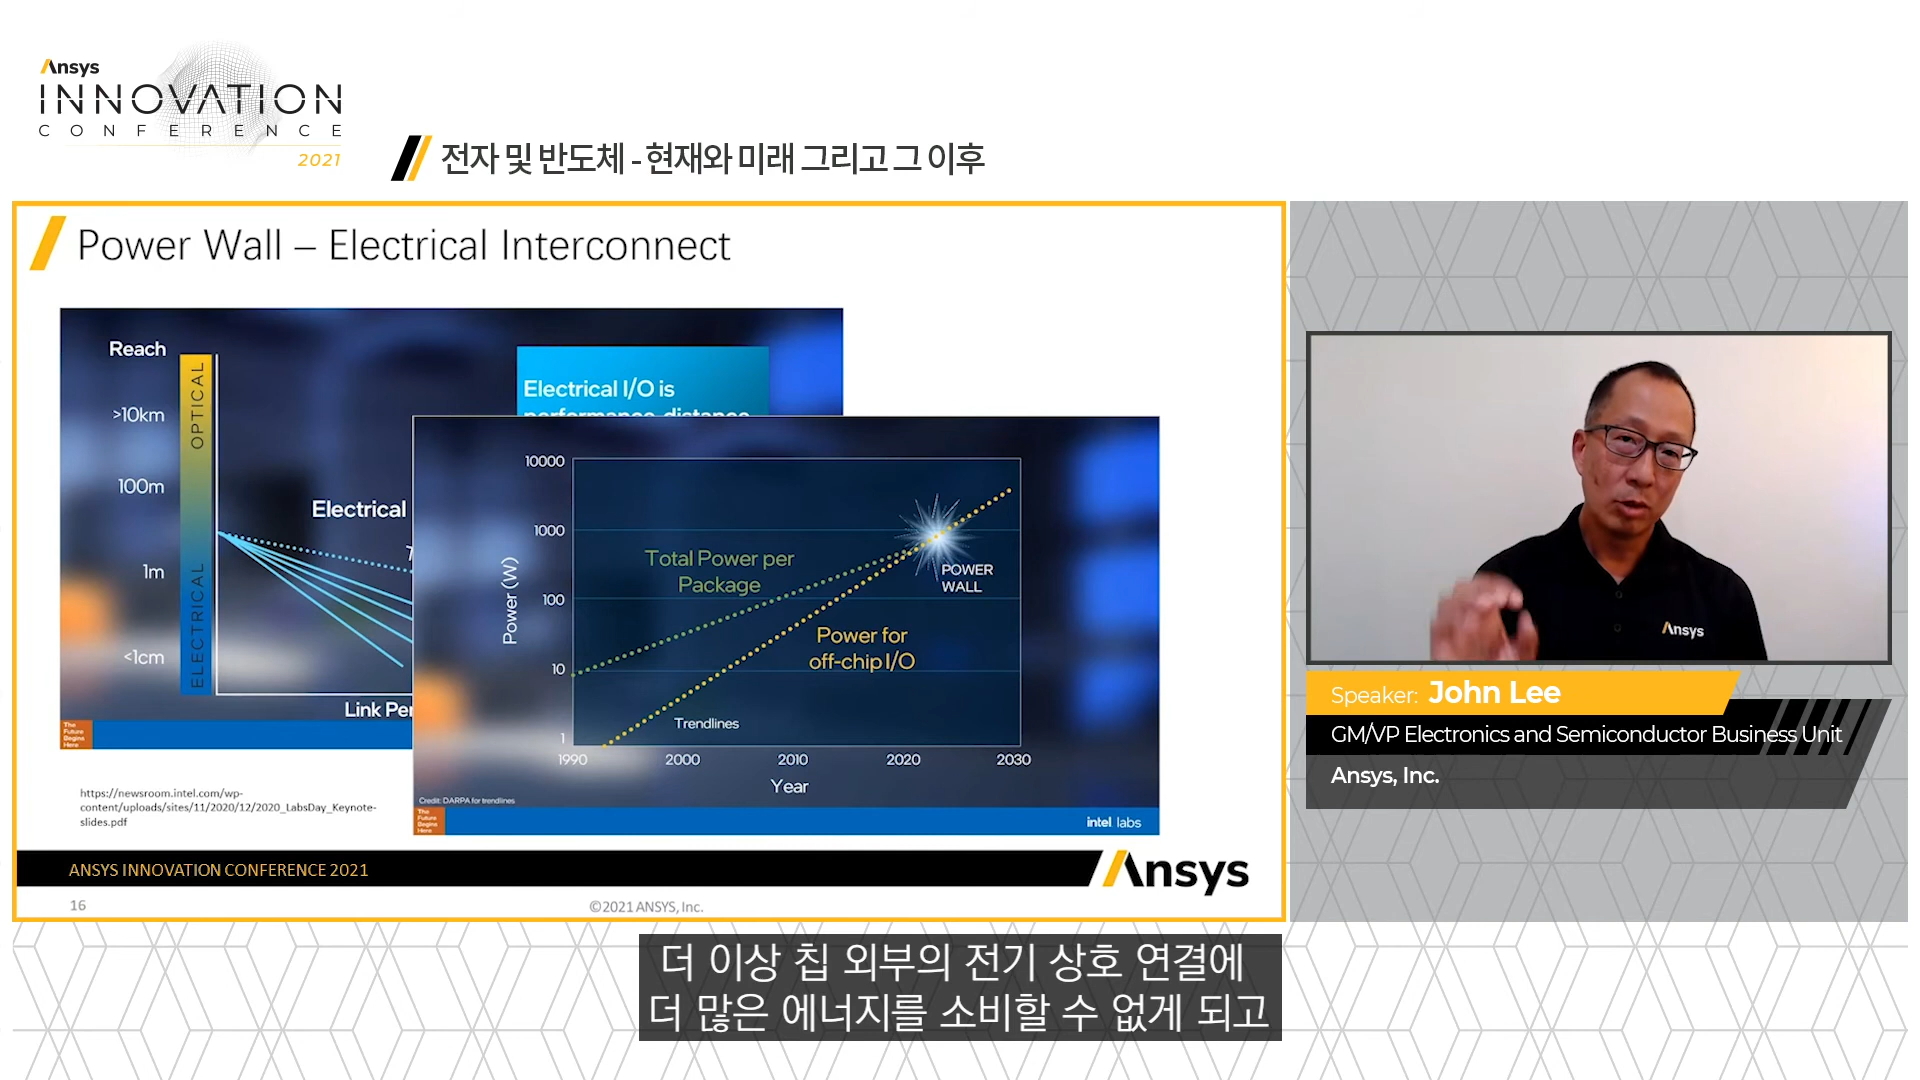 Ansys
INNOVATION
CONFERENCE
2021
전자 및 반도체 - 현재와 미래 그리고 그 이후
Power Wall – Electrical Interconnect
Reach
>10km
100m
1m
<1cm
OPTICAL
ELECTRICAL
Electrical
Electrical I/O is
performance-distance
Link Per
The
Future
Begins
Here
10000
1000
100
10
1
Power (W)
Total Power per
Package
POWER
WALL
Power for
off-chip I/O
Trendlines
1990
2000
2010
2020
2030
Year
Credit: DARPA for trendlines
The
Future
Begins
Here
intel labs
https://newsroom.intel.com/wp-
content/uploads/sites/11/2020/12/2020_LabsDay_Keynote-
slides.pdf
ANSYS INNOVATION CONFERENCE 2021
Ansys
16
©2021 ANSYS, Inc.
Ansys
Speaker: John Lee
GM/VP Electronics and Semiconductor Business Unit
Ansys, Inc.
더 이상 칩 외부의 전기 상호 연결에
더 많은 에너지를 소비할 수 없게 되고